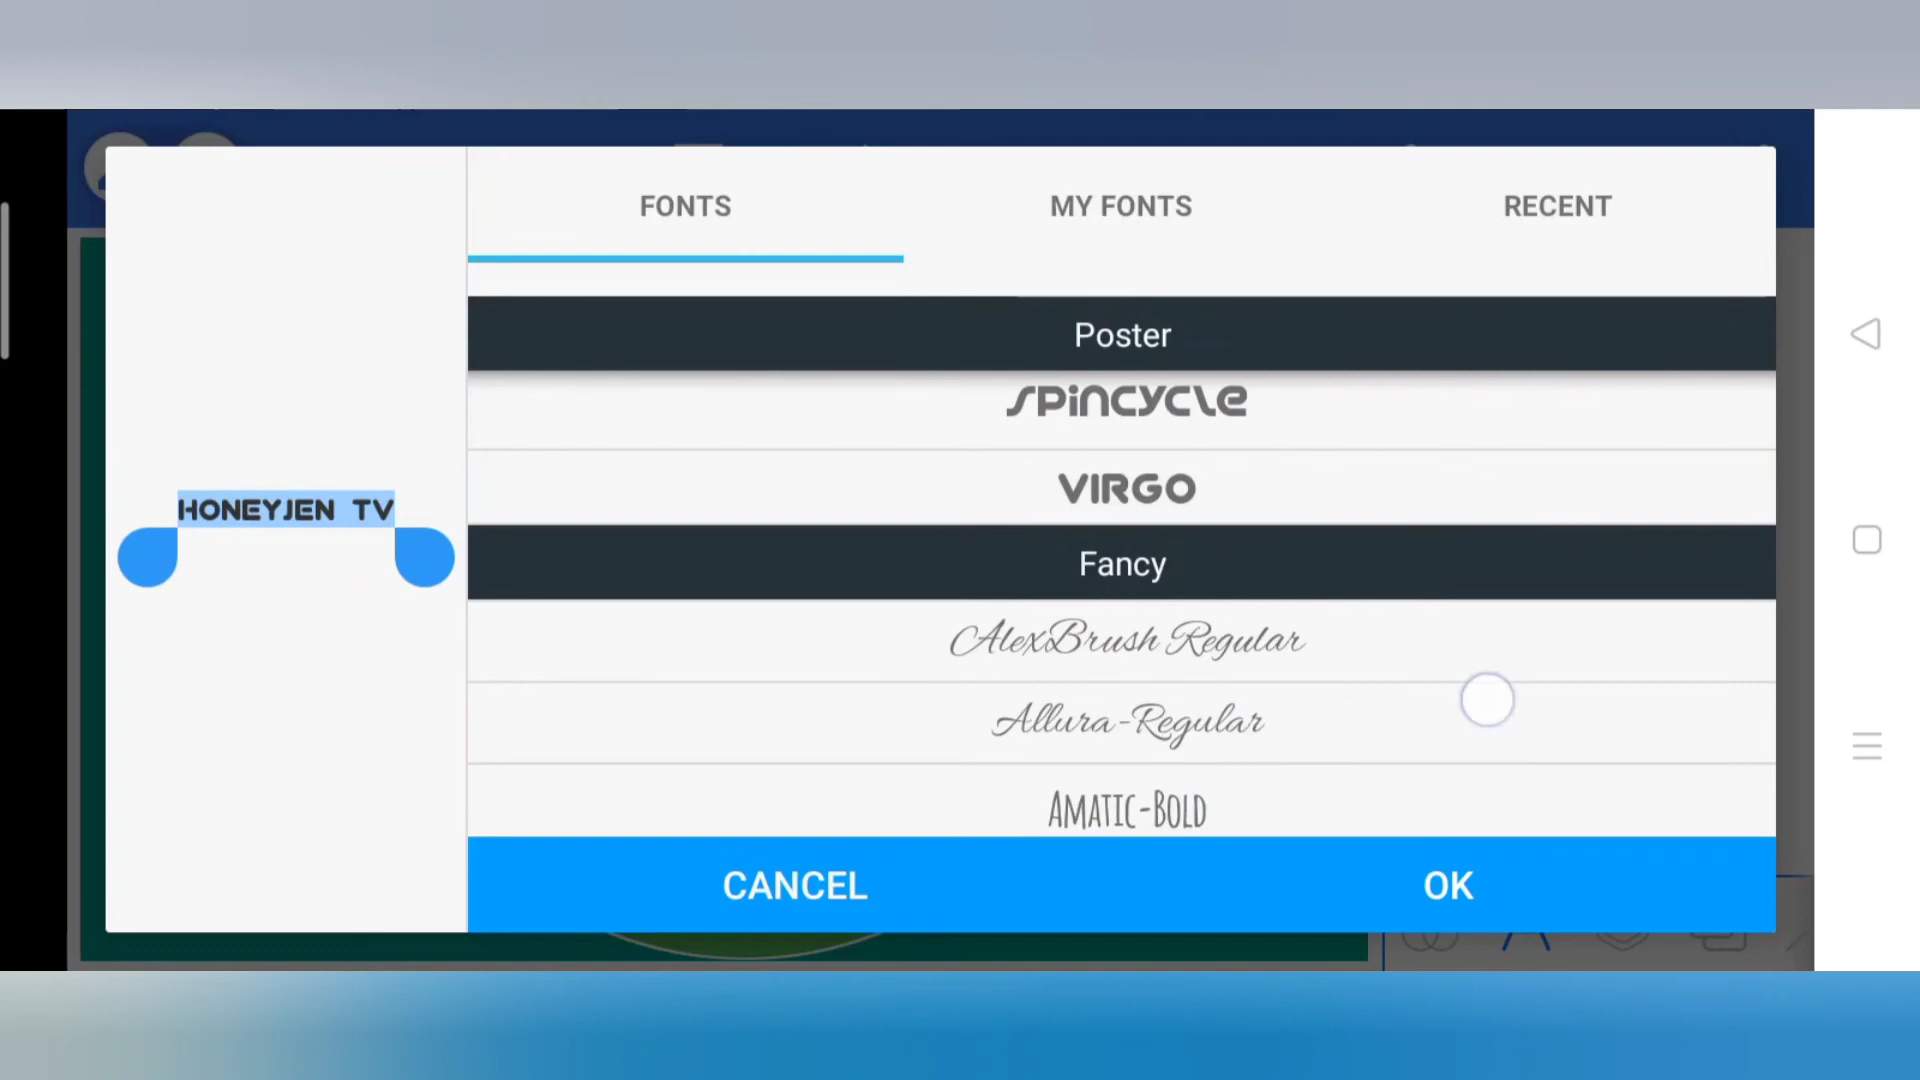 FONTS
MY FONTS
RECENT
Poster
SPINCYCLE
HONEYJEN TV
VIRGO
Fancy
AlexBrush Regular
Allura-Regular
Amatic-Bold
CANCEL
OK